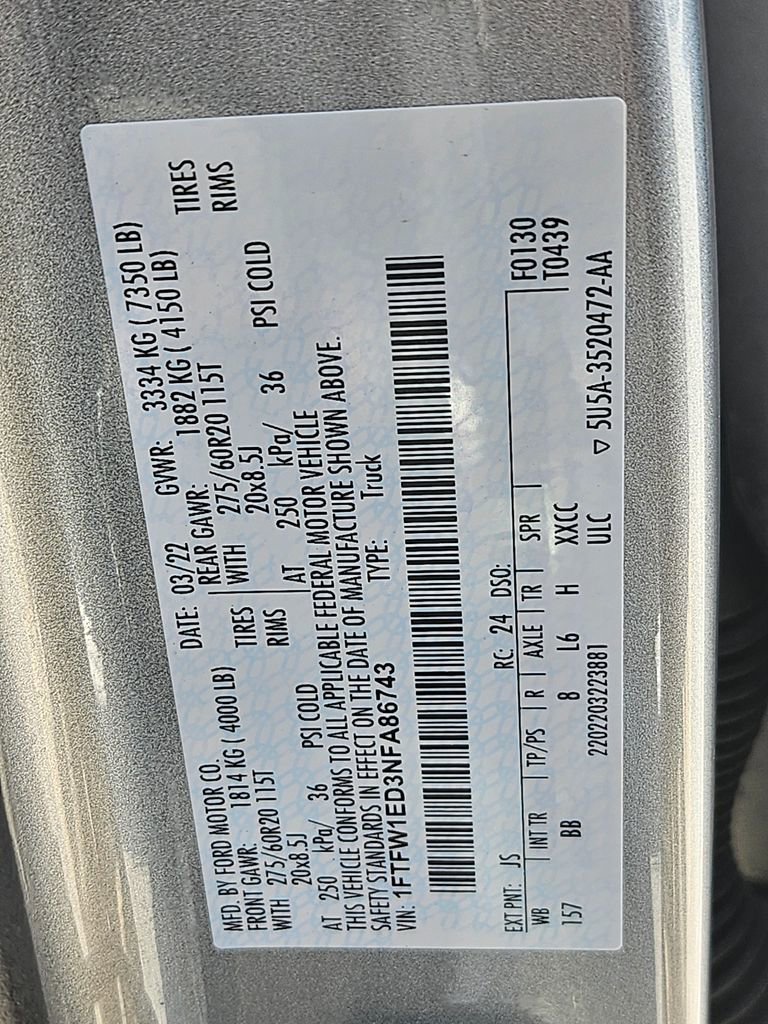 MFD. BY FORD MOTOR CO. DATE: 03/22 GVWR: 3334 KG ( 7350 LB)
FRONT GAWR: 1814 KG ( 4000 LB) REAR GAWR: 1882 KG ( 4150 LB)
WITH 275/60R20 115T TIRES WITH 275/60R20 115T TIRES
20x8.5J RIMS 20x8.5J RIMS
AT 250 kPa/ 36 PSI COLD AT 250 kPa/ 36 PSI COLD
THIS VEHICLE CONFORMS TO ALL APPLICABLE FEDERAL MOTOR VEHICLE
SAFETY STANDARDS IN EFFECT ON THE DATE OF MANUFACTURE SHOWN ABOVE.
VIN: 1FTFW1ED3NFA86743 TYPE: Truck
EXT PNT: JS RC: 24 DSO: F0130
WB INT TR TP/PS R AXLE TR SPR T0439
157 BB 8 L6 H XXCC
2202203223881 ULC ▽ 5U5A-3520472-AA